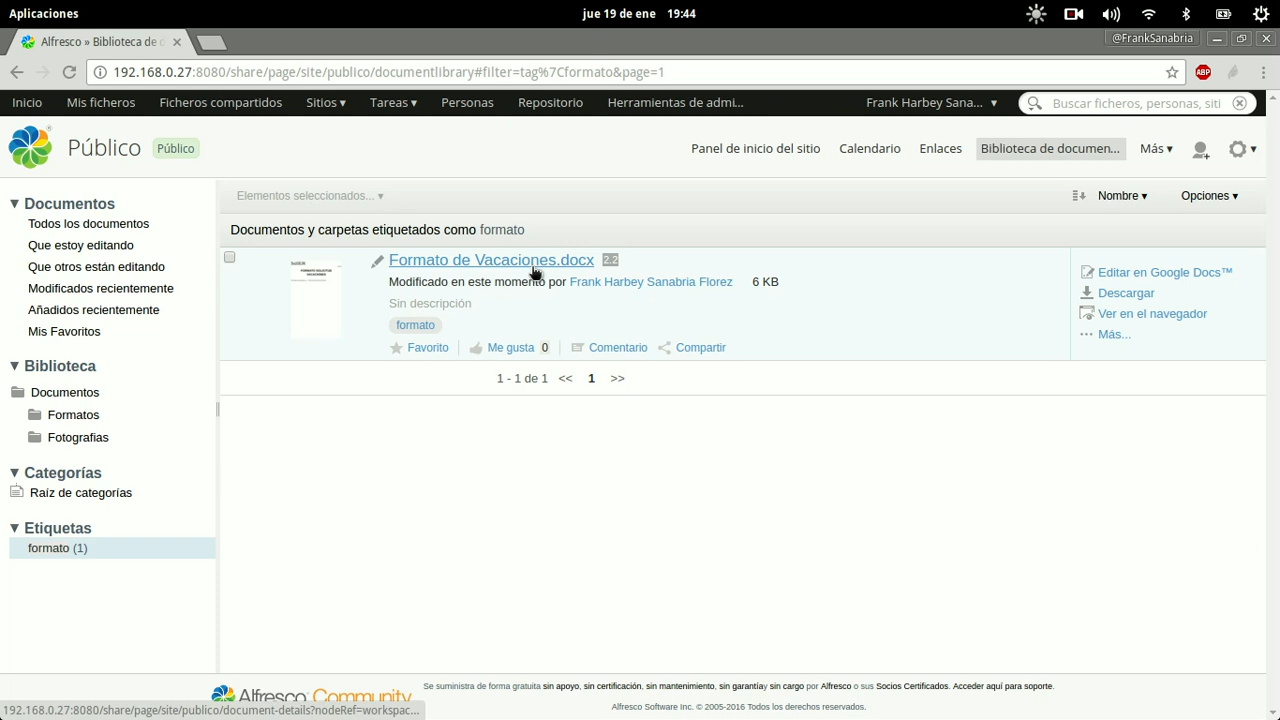 Aplicaciones
jue 19 de ene 19:44
Alfresco » Biblioteca de d
@FrankSanabria
192.168.0.27:8080/share/page/site/publico/documentlibrary#filter=tag%7Cformato&page=1
ABP
Inicio Mis ficheros Ficheros compartidos Sitios ▾ Tareas ▾ Personas Repositorio Herramientas de admi... Frank Harbey Sana... ▾ Buscar ficheros, personas, siti
Público Público
Panel de inicio del sitio Calendario Enlaces Biblioteca de documen... Más ▾
Documentos
Todos los documentos
Que estoy editando
Que otros están editando
Modificados recientemente
Añadidos recientemente
Mis Favoritos
Biblioteca
Documentos
Formatos
Fotografias
Categorías
Raíz de categorías
Etiquetas
formato (1)
Elementos seleccionados... ▾
Nombre ▾ Opciones ▾
Documentos y carpetas etiquetados como formato
FORMATO SOLICITUD
VACACIONES
Formato de Vacaciones.docx 2.2
Modificado en este momento por Frank Harbey Sanabria Florez 6 KB
Sin descripción
formato
Favorito Me gusta 0 Comentario Compartir
Editar en Google Docs™
Descargar
Ver en el navegador
Más...
1 - 1 de 1 << 1 >>
Alfresco Community
Se suministra de forma gratuita sin apoyo, sin certificación, sin mantenimiento, sin garantíay sin cargo por Alfresco o sus Socios Certificados. Acceder aquí para soporte.
Alfresco Software Inc. © 2005-2016 Todos los derechos reservados.
192.168.0.27:8080/share/page/site/publico/document-details?nodeRef=workspac...